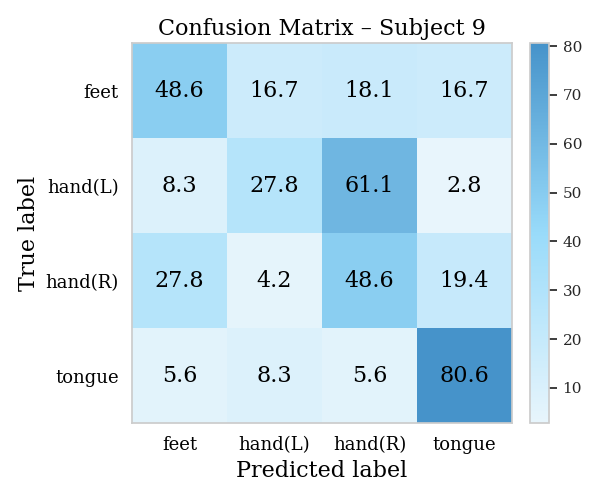 Confusion Matrix – Subject 9
feet 48.6 16.7 18.1 16.7
hand(L) 8.3 27.8 61.1 2.8
hand(R) 27.8 4.2 48.6 19.4
tongue 5.6 8.3 5.6 80.6
feet hand(L) hand(R) tongue
Predicted label
True label
80
70
60
50
40
30
20
10